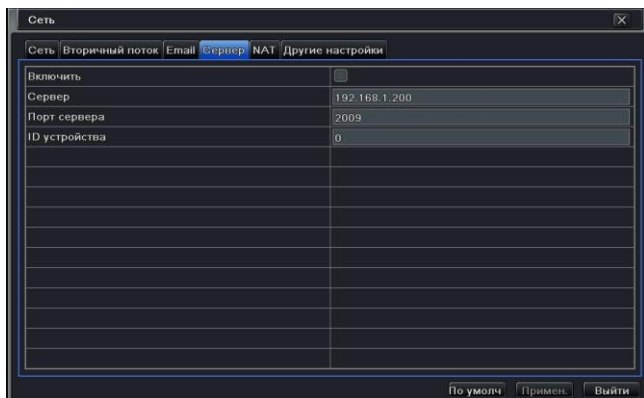 Сеть
Сеть Вторичный поток Email Сервер NAT Другие настройки
Включить
Сервер 192.168.1.200
Порт сервера 2009
ID устройства 0
По умолч Примен. Выйти